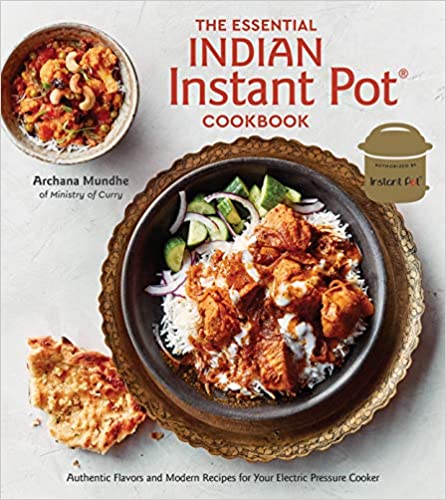 THE ESSENTIAL
INDIAN
Instant Pot®
COOKBOOK
Archana Mundhe
of Ministry of Curry
AUTHORIZED BY
Instant Pot®
Authentic Flavors and Modern Recipes for Your Electric Pressure Cooker